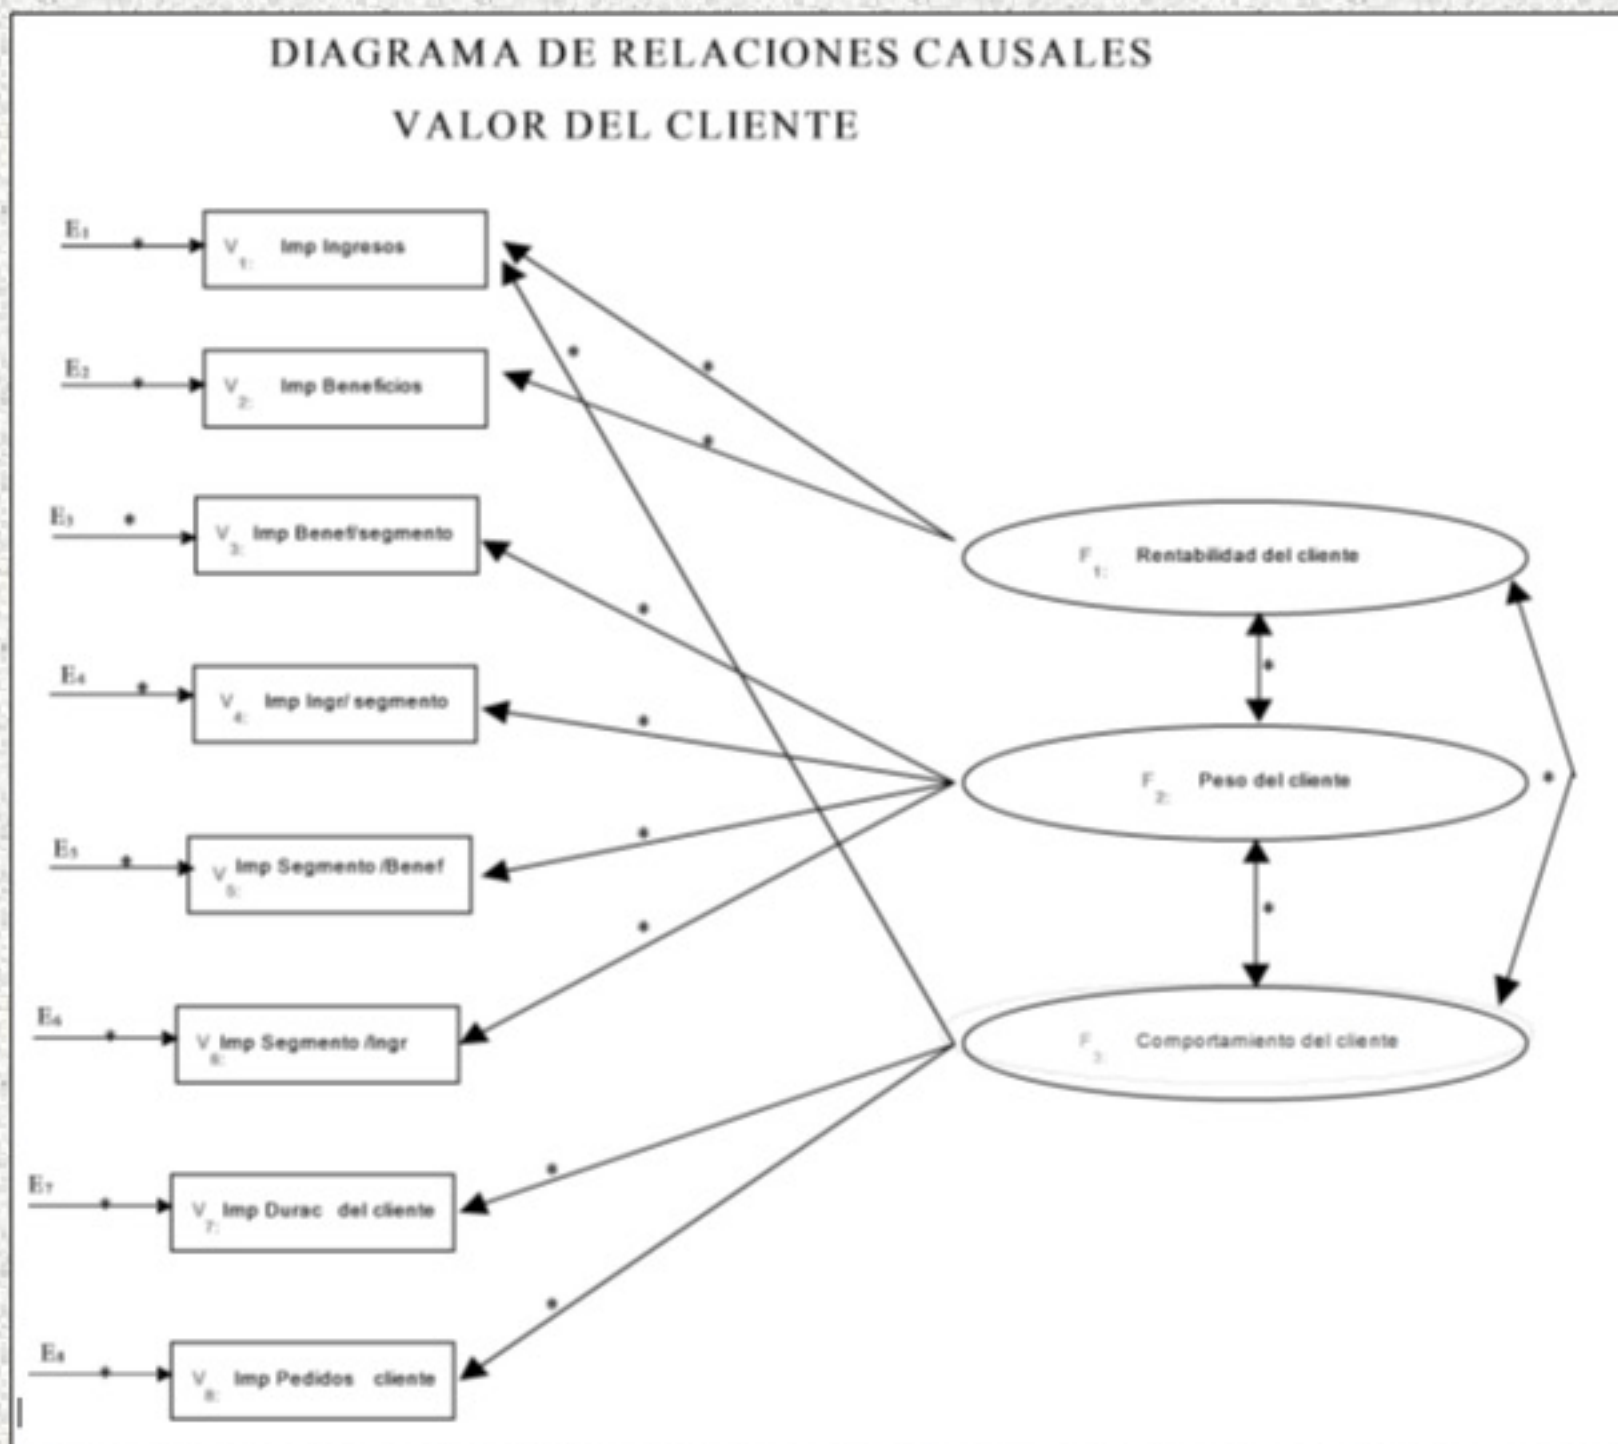 DIAGRAMA DE RELACIONES CAUSALES
VALOR DEL CLIENTE
E1
V1: Imp Ingresos
E2
V2: Imp Beneficios
E3
V3: Imp Benef/segmento
E4
V4: Imp Ingr/ segmento
E5
V5: Imp Segmento /Benef
E6
V6: Imp Segmento /Ingr
E7
V7: Imp Durac del cliente
E8
V8: Imp Pedidos cliente
F1: Rentabilidad del cliente
F2: Peso del cliente
F3: Comportamiento del cliente